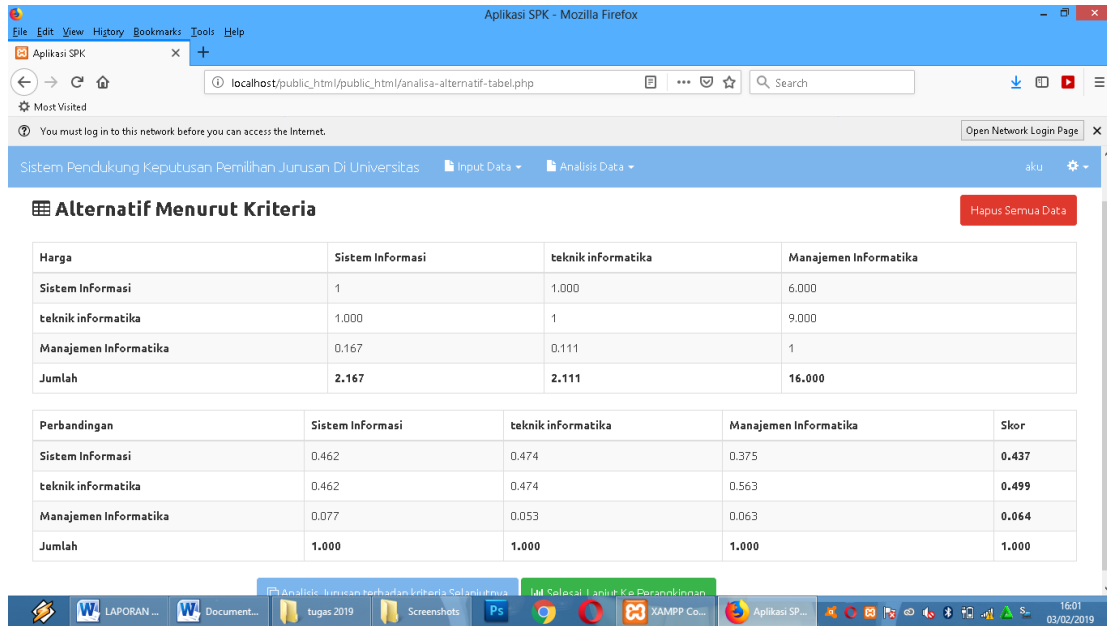 Aplikasi SPK - Mozilla Firefox
File Edit View History Bookmarks Tools Help
Aplikasi SPK
localhost/public_html/public_html/analisa-alternatif-tabel.php
Search
Most Visited
You must log in to this network before you can access the Internet.
Open Network Login Page
Sistem Pendukung Keputusan Pemilihan Jurusan Di Universitas Input Data Analisis Data aku
Alternatif Menurut Kriteria
Hapus Semua Data
Harga Sistem Informasi teknik informatika Manajemen Informatika
Sistem Informasi 1 1.000 6.000
teknik informatika 1.000 1 9.000
Manajemen Informatika 0.167 0.111 1
Jumlah 2.167 2.111 16.000
Perbandingan Sistem Informasi teknik informatika Manajemen Informatika Skor
Sistem Informasi 0.462 0.474 0.375 0.437
teknik informatika 0.462 0.474 0.563 0.499
Manajemen Informatika 0.077 0.053 0.063 0.064
Jumlah 1.000 1.000 1.000 1.000
Analisis Jurusan terhadap kriteria Selanjutnya
Selesai, Lanjut Ke Perangkingan
LAPORAN ... Document... tugas 2019 Screenshots Ps XAMPP Co... Aplikasi SP...
16:01
03/02/2019